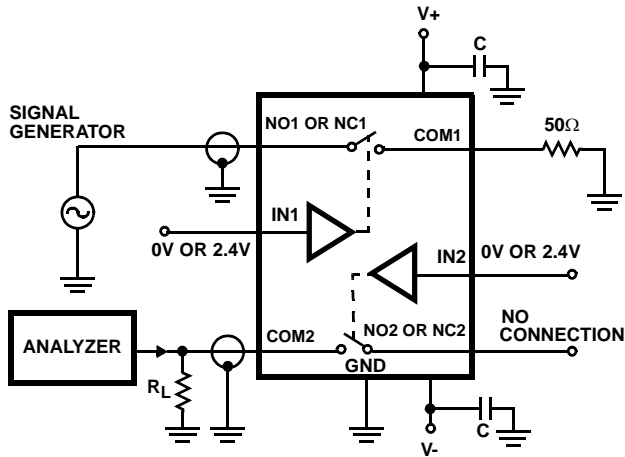 V+
C
SIGNAL
GENERATOR
NO1 OR NC1
COM1
50Ω
IN1
0V OR 2.4V
IN2
0V OR 2.4V
NO
CONNECTION
ANALYZER
COM2
NO2 OR NC2
GND
RL
C
V-